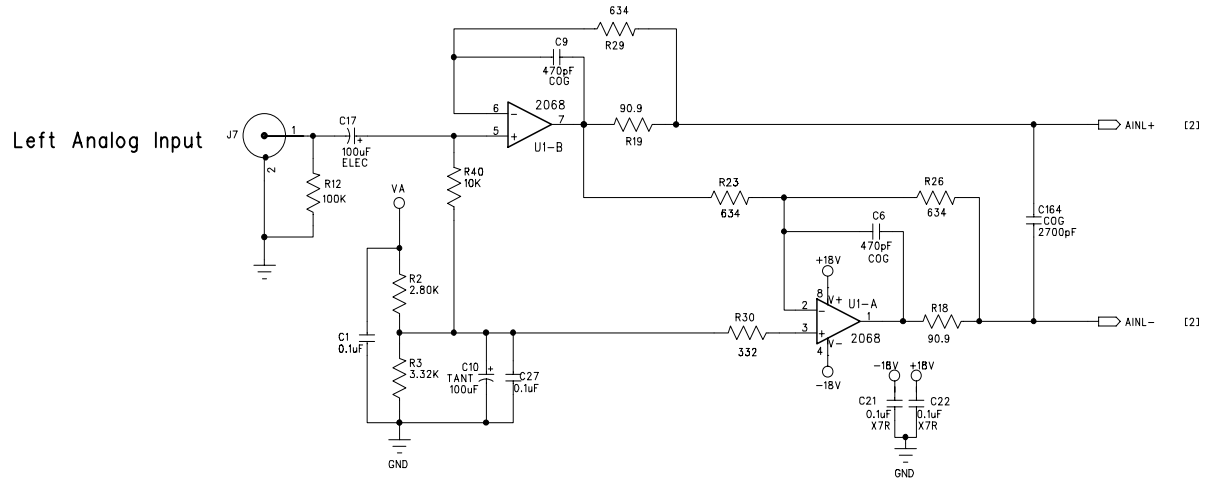 634
R29
C9
470pF
COG
2068
6
-
7
90.9
5
+
U1-B
R19
Left Analog Input
J7
1
2
C17
+
100uF
ELEC
R12
100K
R40
10K
VA
AINL+ [2]
R23
634
R26
634
C6
470pF
COG
C164
COG
2700pF
+18V
8
V+
U1-A
2
-
1
3
+
2068
V-
4
-18V
R18
90.9
AINL- [2]
R2
2.80K
C1
0.1uF
R3
3.32K
C10
+
TANT
100uF
C27
0.1uF
R30
332
-18V
+18V
C21
0.1uF
X7R
C22
0.1uF
X7R
GND
GND